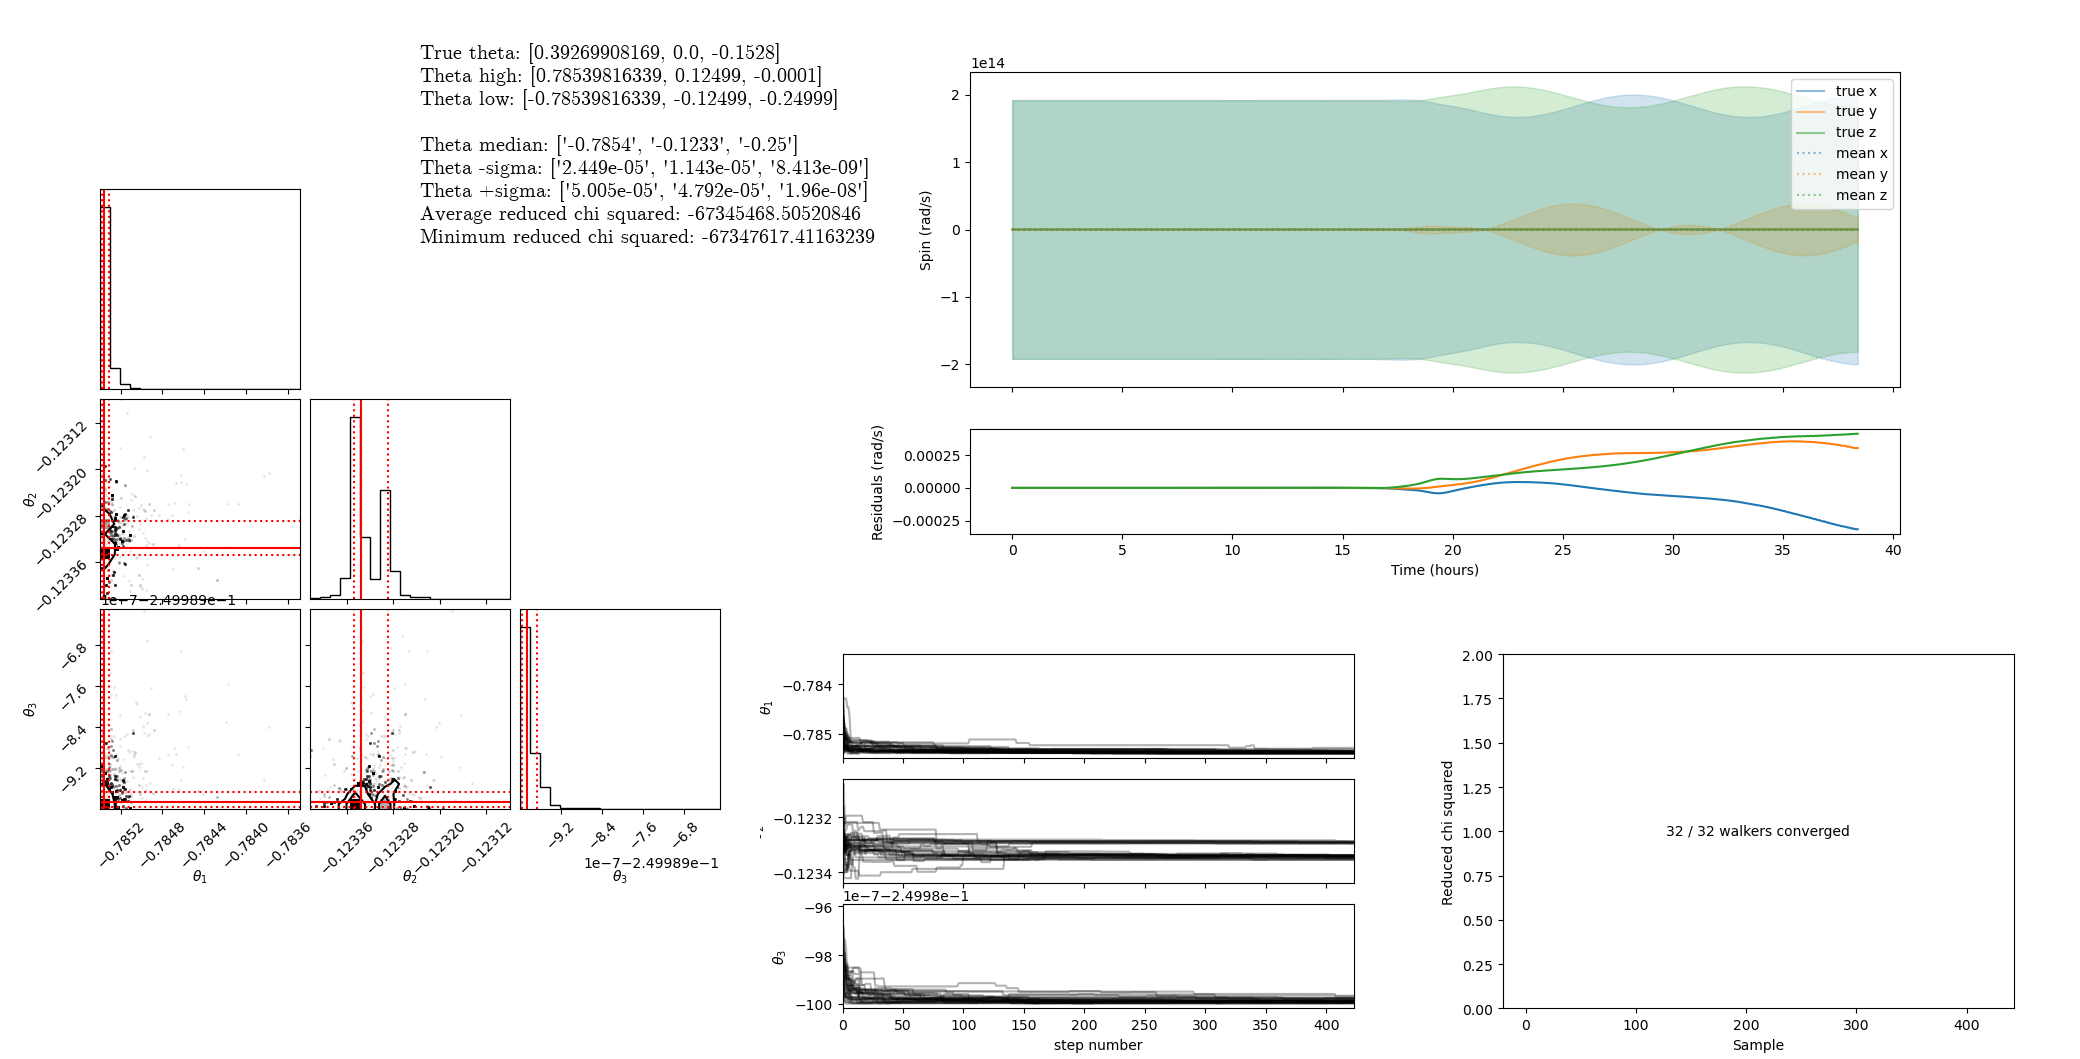 True theta: [0.39269908169, 0.0, -0.1528]
Theta high: [0.78539816339, 0.12499, -0.0001]
Theta low: [-0.78539816339, -0.12499, -0.24999]
Theta median: ['-0.7854', '-0.1233', '-0.25']
Theta -sigma: ['2.449e-05', '1.143e-05', '8.413e-09']
Theta +sigma: ['5.005e-05', '4.792e-05', '1.96e-08']
Average reduced chi squared: -67345468.50520846
Minimum reduced chi squared: -67347617.41163239
1e14
2
1
0
−1
−2
Spin (rad/s)
true x
true y
true z
mean x
mean y
mean z
0.00025
0.00000
−0.00025
Residuals (rad/s)
0 5 10 15 20 25 30 35 40
Time (hours)
−0.12312
−0.12320
−0.12328
−0.12336
θ2
1e−7−2.49989e−1
−6.8
−7.6
−8.4
−9.2
θ3
−0.7852 −0.7848 −0.7844 −0.7840 −0.7836
θ1
−0.12336 −0.12328 −0.12320 −0.12312
θ2
−9.2 −8.4 −7.6 −6.8
1e−7−2.49989e−1
θ3
−0.784
−0.785
θ1
−0.1232
−0.1234
1e−7−2.4998e−1
−96
−98
−100
θ3
0 50 100 150 200 250 300 350 400
step number
2.00
1.75
1.50
1.25
1.00
0.75
0.50
0.25
0.00
Reduced chi squared
32 / 32 walkers converged
0 100 200 300 400
Sample